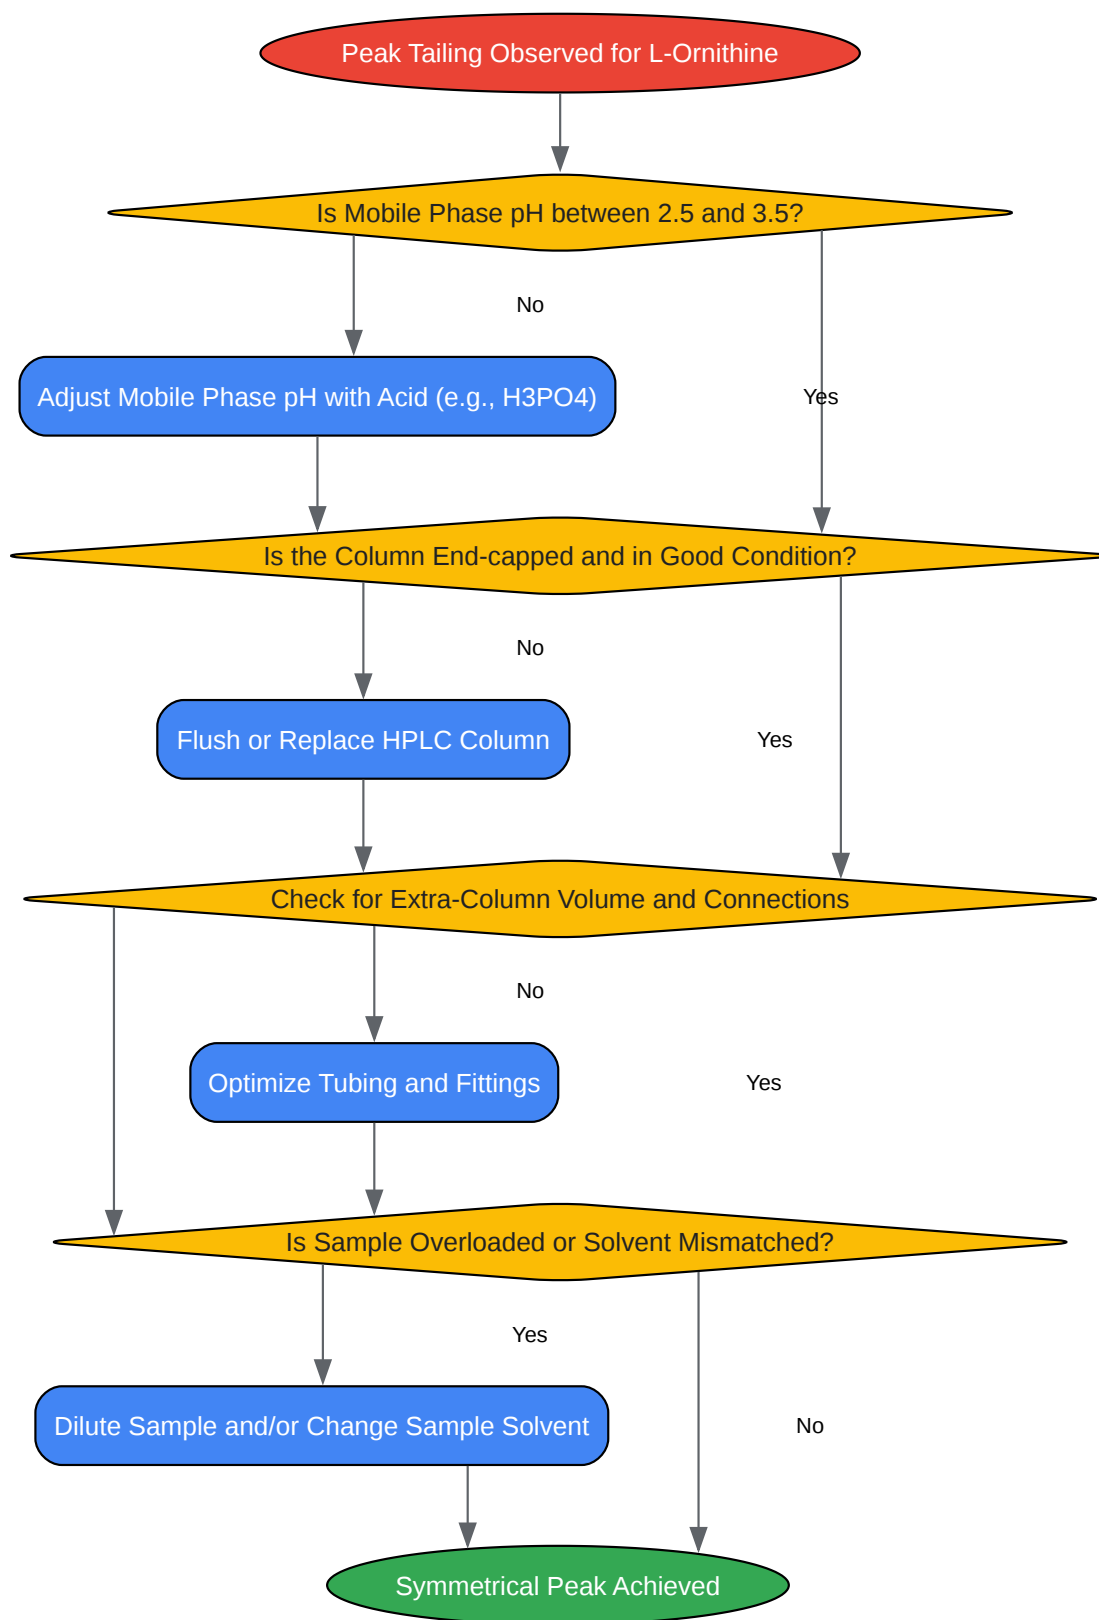 Peak Tailing Observed for L-Ornithine
Is Mobile Phase pH between 2.5 and 3.5?
No
Adjust Mobile Phase pH with Acid (e.g., H3PO4)
Yes
Is the Column End-capped and in Good Condition?
No
Flush or Replace HPLC Column
Yes
Check for Extra-Column Volume and Connections
No
Optimize Tubing and Fittings
Yes
Is Sample Overloaded or Solvent Mismatched?
Yes
Dilute Sample and/or Change Sample Solvent
No
Symmetrical Peak Achieved